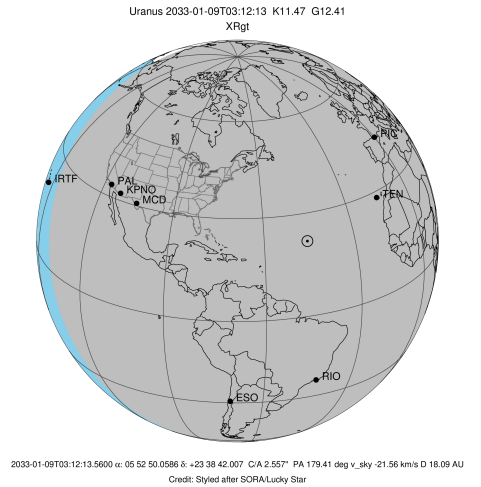 Uranus 2033-01-09T03:12:13 K11.47 G12.41
XRgt
PIC
IRTF
PAL
KPNO
MCD
TEN
RIO
ESO
2033-01-09T03:12:13.5600 α: 05 52 50.0586 δ: +23 38 42.007 C/A 2.557" PA 179.41 deg v_sky -21.56 km/s D 18.09 AU
Credit: Styled after SORA/Lucky Star